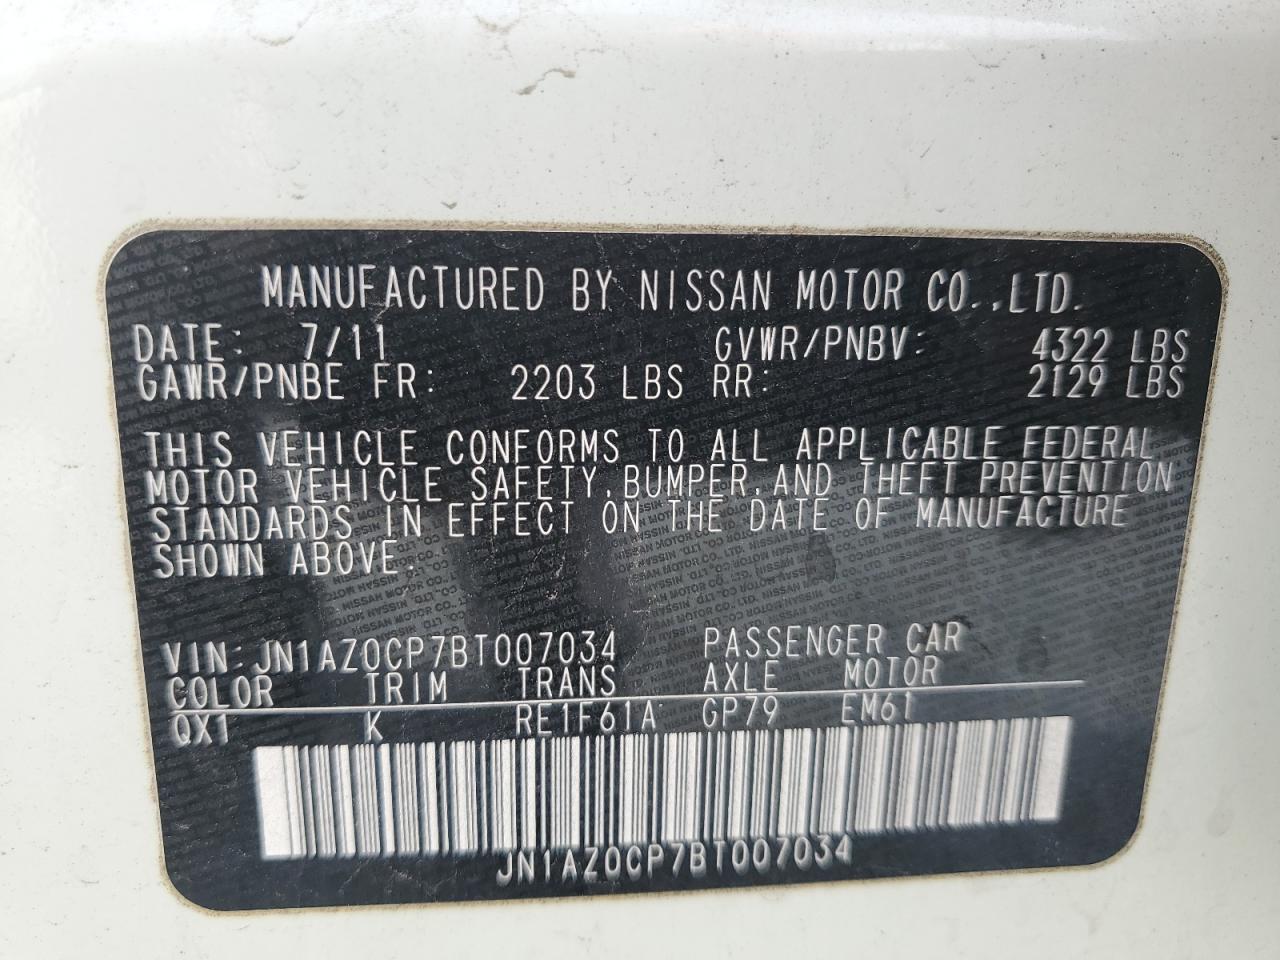 MANUFACTURED BY NISSAN MOTOR CO.,LTD.
DATE: 7/11 GVWR/PNBV: 4322 LBS
GAWR/PNBE FR: 2203 LBS RR: 2129 LBS
THIS VEHICLE CONFORMS TO ALL APPLICABLE FEDERAL
MOTOR VEHICLE SAFETY,BUMPER,AND THEFT PREVENTION
STANDARDS IN EFFECT ON THE DATE OF MANUFACTURE
SHOWN ABOVE.
VIN:JN1AZ0CP7BT007034 PASSENGER CAR
COLOR TRIM TRANS AXLE MOTOR
QX1 K RE1F61A GP79 EM61
JN1AZ0CP7BT007034